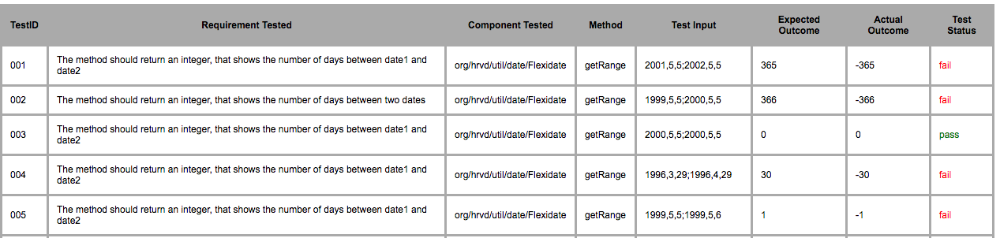 TestID Requirement Tested Component Tested Method Test Input Expected Outcome Actual Outcome Test Status
001 The method should return an integer, that shows the number of days between date1 and date2 org/hrvd/util/date/Flexidate getRange 2001,5,5;2002,5,5 365 -365 fail
002 The method should return an integer, that shows the number of days between two dates org/hrvd/util/date/Flexidate getRange 1999,5,5;2000,5,5 366 -366 fail
003 The method should return an integer, that shows the number of days between date1 and date2 org/hrvd/util/date/Flexidate getRange 2000,5,5;2000,5,5 0 0 pass
004 The method should return an integer, that shows the number of days between date1 and date2 org/hrvd/util/date/Flexidate getRange 1996,3,29;1996,4,29 30 -30 fail
005 The method should return an integer, that shows the number of days between date1 and date2 org/hrvd/util/date/Flexidate getRange 1999,5,5;1999,5,6 1 -1 fail